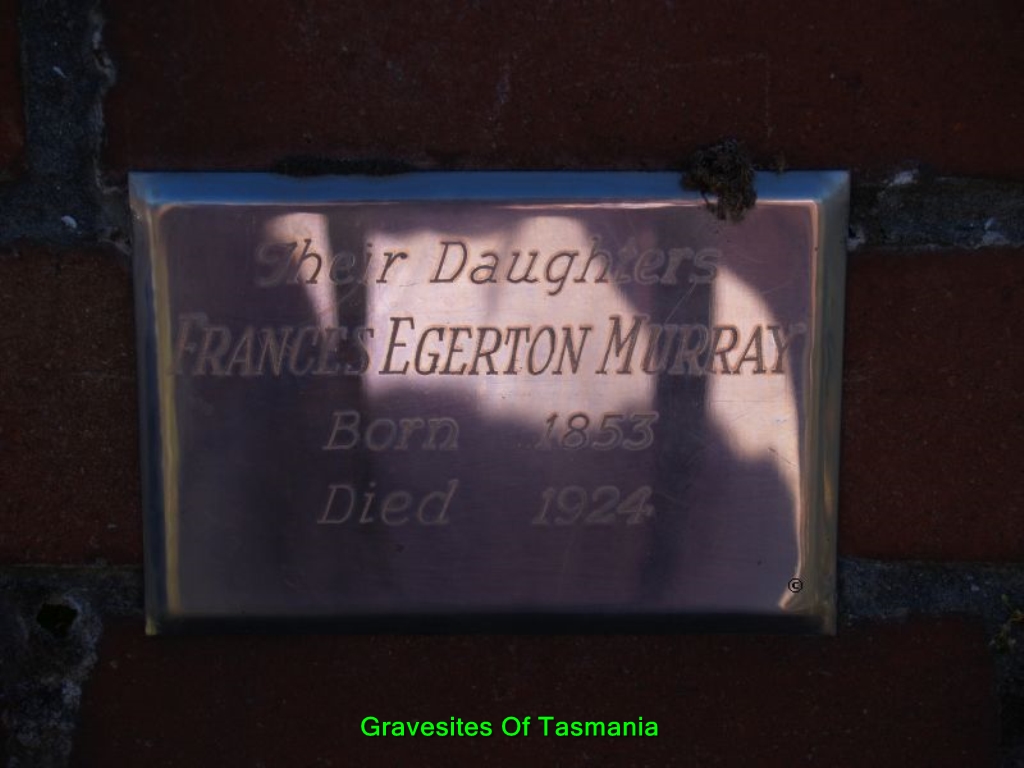 Their Daughters
FRANCES EGERTON MURRAY
Born 1853
Died 1924
©
Gravesites Of Tasmania